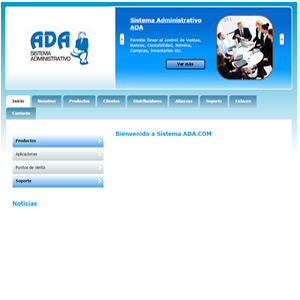 ADA
SISTEMA
ADMINISTRATIVO
Sistema Administrativo
ADA
Permite llevar el control de Ventas,
Bancos, Contabilidad, Nómina,
Compras, Inventarios etc.
Ver más
Inicio Nosotros Productos Clientes Distribuidores Alianzas Soporte Enlaces
Contacto
Productos
Aplicaciones
Puntos de Venta
Soporte
Noticias
Bienvenido a Sistema ADA.COM